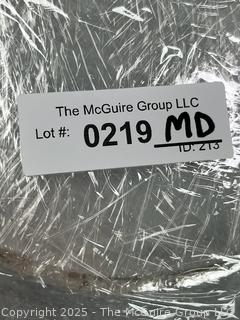 The McGuire Group LLC
Lot #: 0219 MD
ID: 213
©Copyright 2025 - The McGuire Group LLC